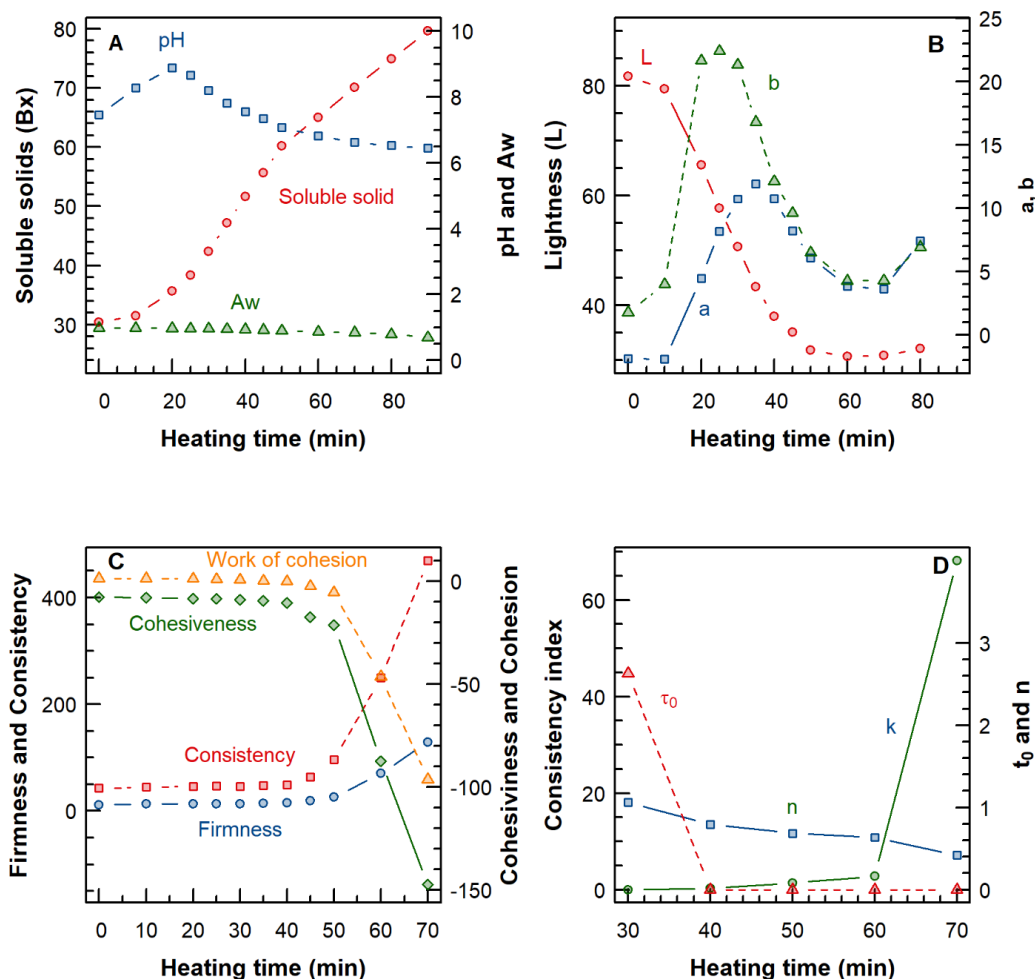 A
pH
Soluble solid
Aw
Soluble solids (Bx)
80
70
60
50
40
30
pH and Aw
10
8
6
4
2
0
0 20 40 60 80
Heating time (min)
B
L
b
a
Lightness (L)
80
60
40
a, b
25
20
15
10
5
0
0 20 40 60 80
Heating time (min)
C
Work of cohesion
Cohesiveness
Consistency
Firmness
Firmness and Consistency
400
200
0
Cohesiviness and Cohesion
0
-50
-100
-150
0 10 20 30 40 50 60 70
Heating time (min)
D
τ0
k
n
Consistency index
60
40
20
0
t0 and n
3
2
1
0
30 40 50 60 70
Heating time (min)